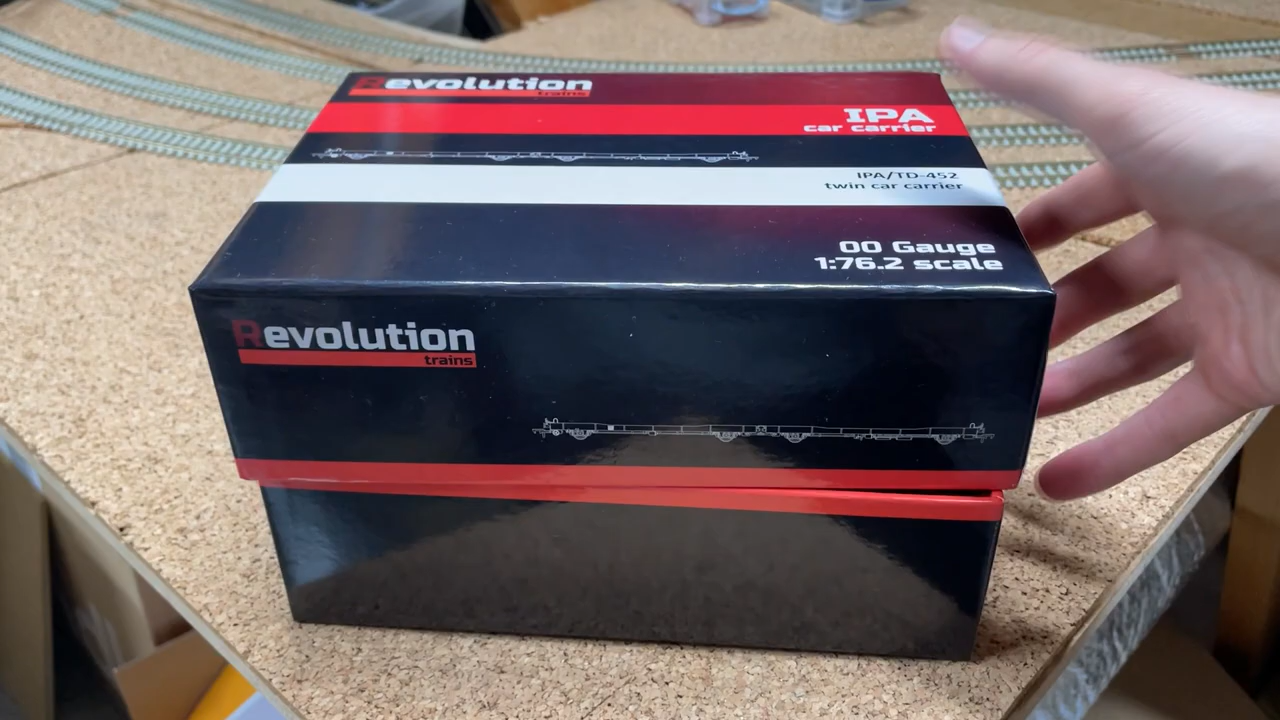 Revolution
trains
IPA
car carrier
IPA/TD-452
twin car carrier
00 Gauge
1:76.2 scale
Revolution
trains